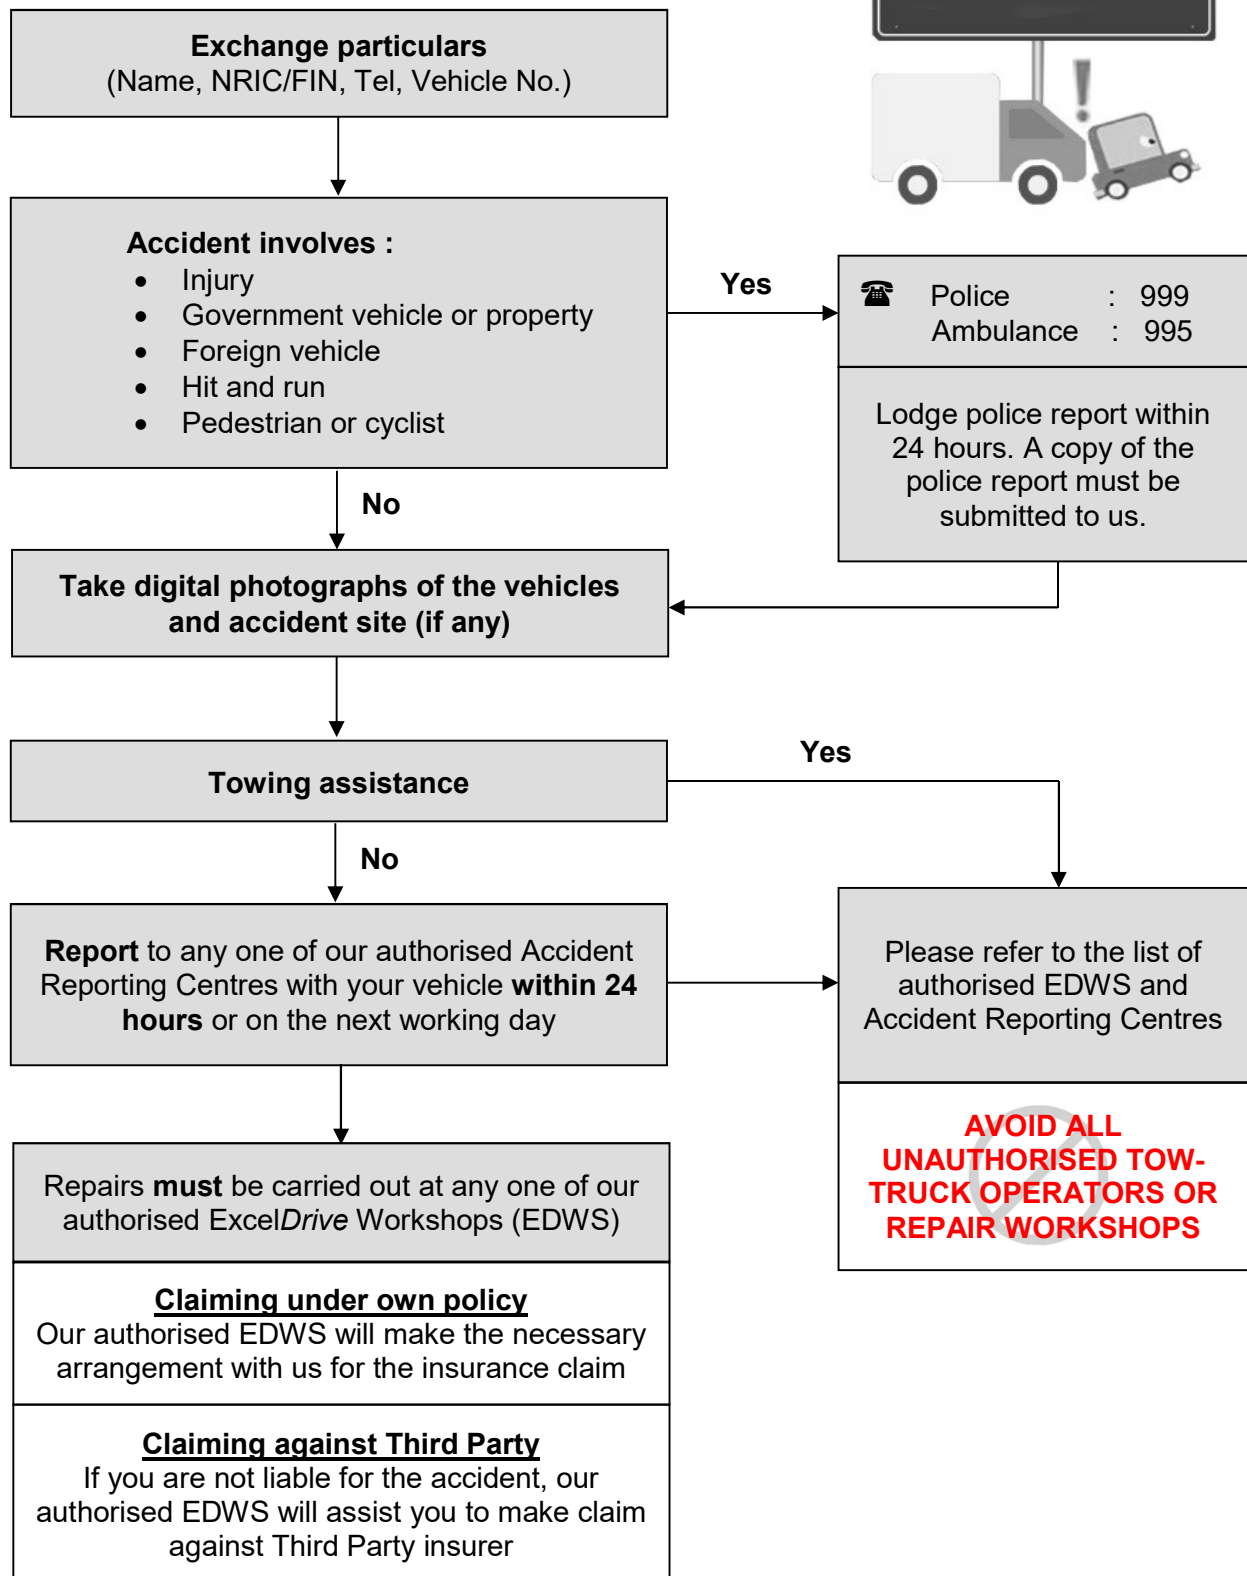 Exchange particulars
(Name, NRIC/FIN, Tel, Vehicle No.)
Accident involves :
• Injury
• Government vehicle or property
• Foreign vehicle
• Hit and run
• Pedestrian or cyclist
Yes
☎ Police : 999
Ambulance : 995
Lodge police report within
24 hours. A copy of the
police report must be
submitted to us.
No
Take digital photographs of the vehicles
and accident site (if any)
Towing assistance
Yes
No
Report to any one of our authorised Accident
Reporting Centres with your vehicle within 24
hours or on the next working day
Please refer to the list of
authorised EDWS and
Accident Reporting Centres
AVOID ALL
UNAUTHORISED TOW-
TRUCK OPERATORS OR
REPAIR WORKSHOPS
Repairs must be carried out at any one of our
authorised ExcelDrive Workshops (EDWS)
Claiming under own policy
Our authorised EDWS will make the necessary
arrangement with us for the insurance claim
Claiming against Third Party
If you are not liable for the accident, our
authorised EDWS will assist you to make claim
against Third Party insurer